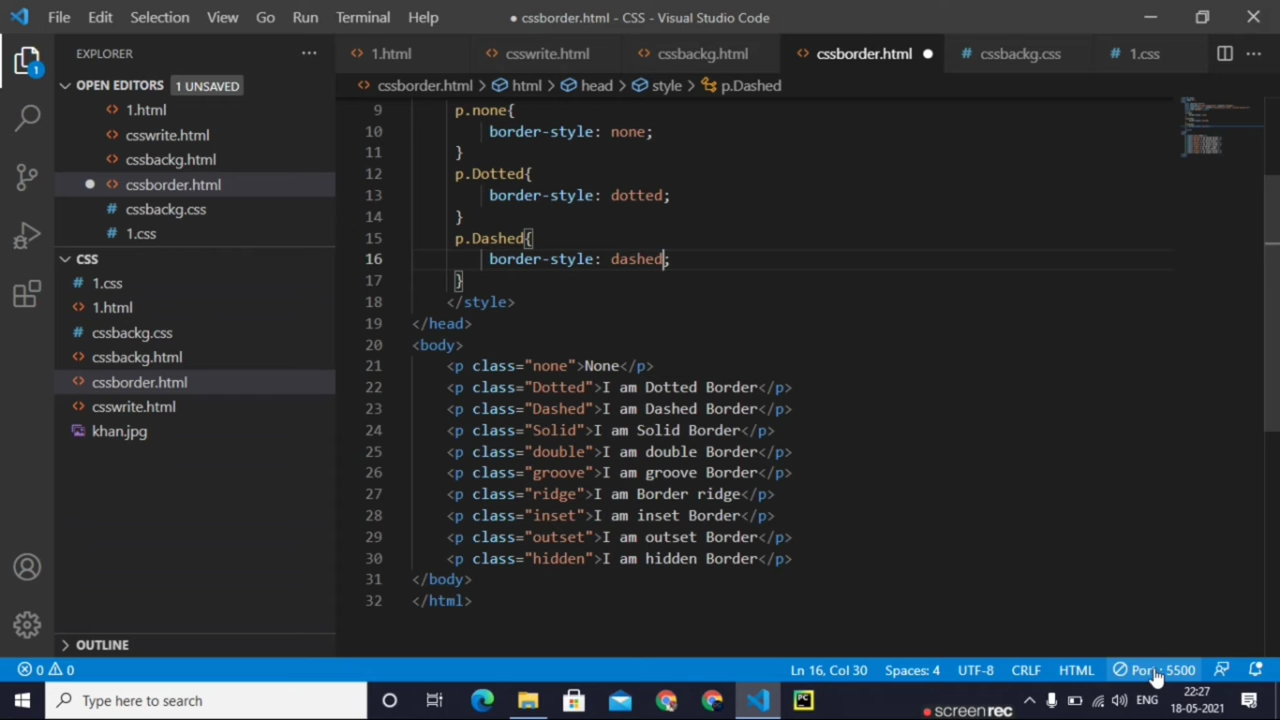 File Edit Selection View Go Run Terminal Help ● cssborder.html - CSS - Visual Studio Code
EXPLORER
1.html csswrite.html cssbackg.html cssborder.html cssbackg.css 1.css
OPEN EDITORS 1 UNSAVED
cssborder.html > html > head > style > p.Dashed
1.html
csswrite.html
cssbackg.html
cssborder.html
# cssbackg.css
# 1.css
CSS
# 1.css
1.html
# cssbackg.css
cssbackg.html
cssborder.html
csswrite.html
khan.jpg
OUTLINE
1
9 p.none{
10 border-style: none;
11 }
12 p.Dotted{
13 border-style: dotted;
14 }
15 p.Dashed{
16 border-style: dashed;
17 }
18 </style>
19 </head>
20 <body>
21 <p class="none">None</p>
22 <p class="Dotted">I am Dotted Border</p>
23 <p class="Dashed">I am Dashed Border</p>
24 <p class="Solid">I am Solid Border</p>
25 <p class="double">I am double Border</p>
26 <p class="groove">I am groove Border</p>
27 <p class="ridge">I am Border ridge</p>
28 <p class="inset">I am inset Border</p>
29 <p class="outset">I am outset Border</p>
30 <p class="hidden">I am hidden Border</p>
31 </body>
32 </html>
0 0 Ln 16, Col 30 Spaces: 4 UTF-8 CRLF HTML Port : 5500
Type here to search
PC
screenrec
ENG
22:27
18-05-2021